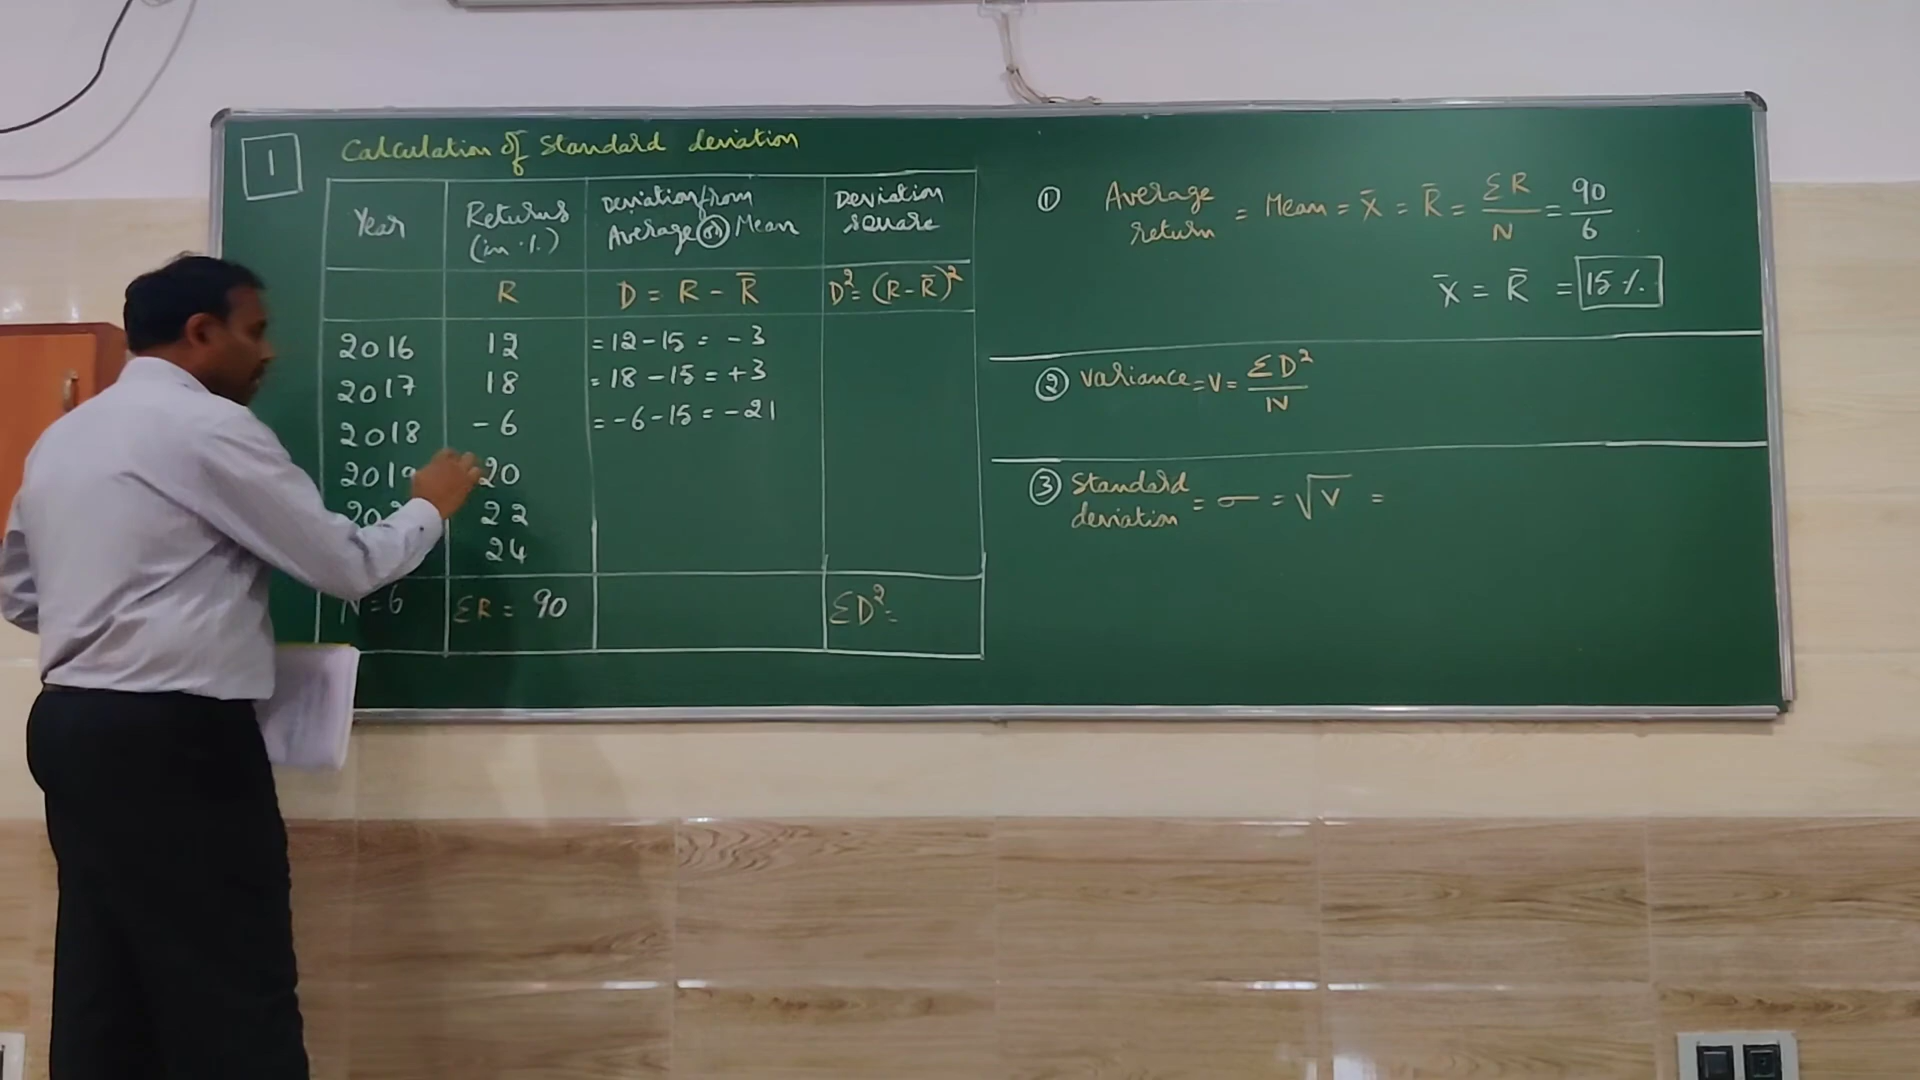 1
Calculation of Standard deviation
Year
Returns
(in %)
Deviation from
Average (or) Mean
Deviation
square
R
D = R - R̄
D² = (R-R̄)²
2016 12 = 12 - 15 = - 3
2017 18 = 18 - 15 = +3
2018 - 6 = - 6 - 15 = - 21
2019 20
22
24
N = 6 ΣR = 90 ΣD² =
① Average return = Mean = X̄ = R̄ = ΣR/N = 90/6
X̄ = R̄ = 15 %
② Variance = V = ΣD²/N
③ Standard deviation = σ = √V =